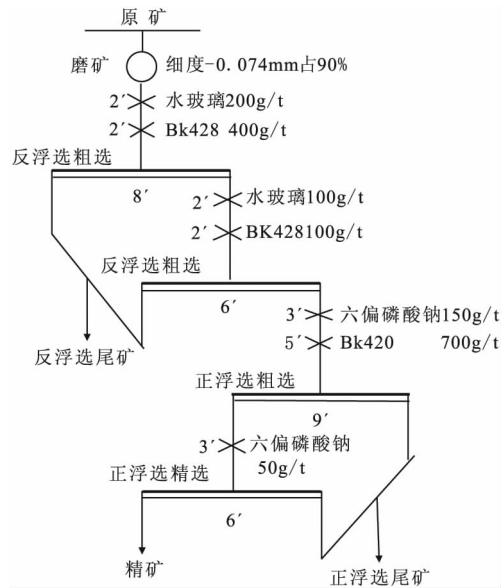 原 矿
磨矿 细度-0.074mm占90%
2′ 水玻璃200g/t
2′ Bk428 400g/t
反浮选粗选
8′
2′ 水玻璃100g/t
2′ BK428100g/t
反浮选粗选
6′
反浮选尾矿
3′ 六偏磷酸钠150g/t
5′ Bk420 700g/t
正浮选粗选
9′
3′ 六偏磷酸钠
50g/t
正浮选精选
6′
精矿
正浮选尾矿